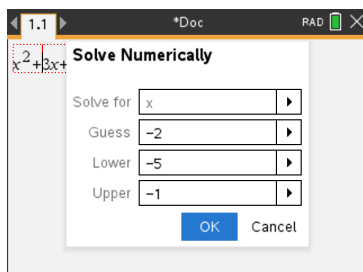 1.1 *Doc RAD
x²+3x+
Solve Numerically
Solve for x
Guess -2
Lower -5
Upper -1
OK Cancel